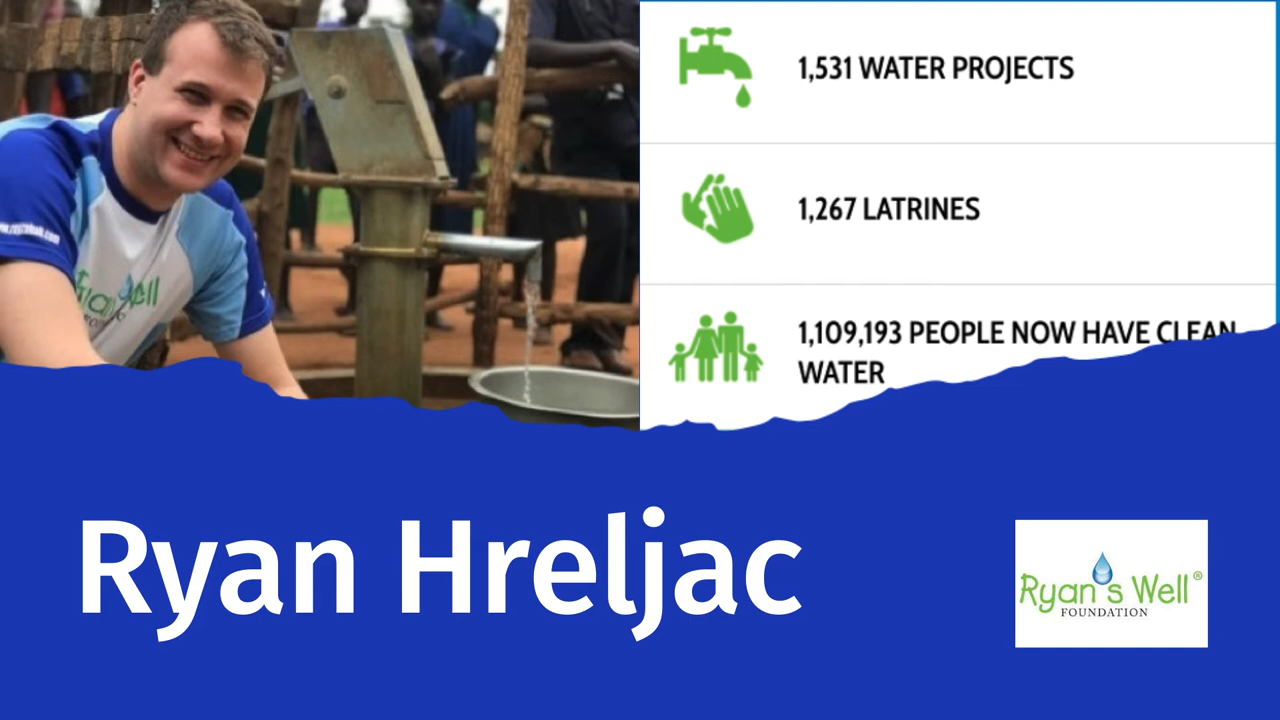 1,531 WATER PROJECTS
1,267 LATRINES
1,109,193 PEOPLE NOW HAVE CLEAN
WATER
Ryan Hreljac
Ryan's Well®
FOUNDATION